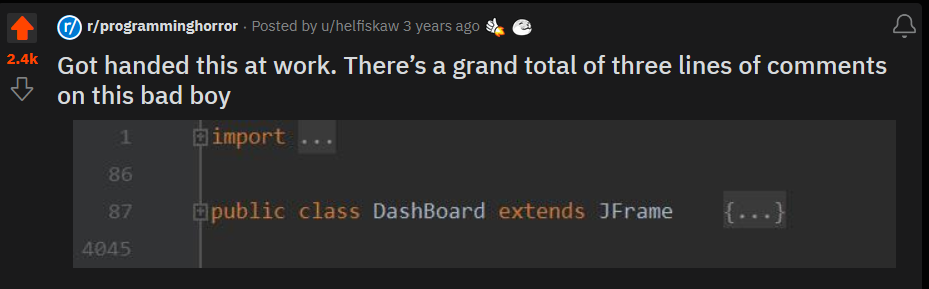 r/programminghorror · Posted by u/helfiskaw 3 years ago
2.4k
Got handed this at work. There’s a grand total of three lines of comments
on this bad boy
1 import ...
86
87 public class DashBoard extends JFrame {...}
4045